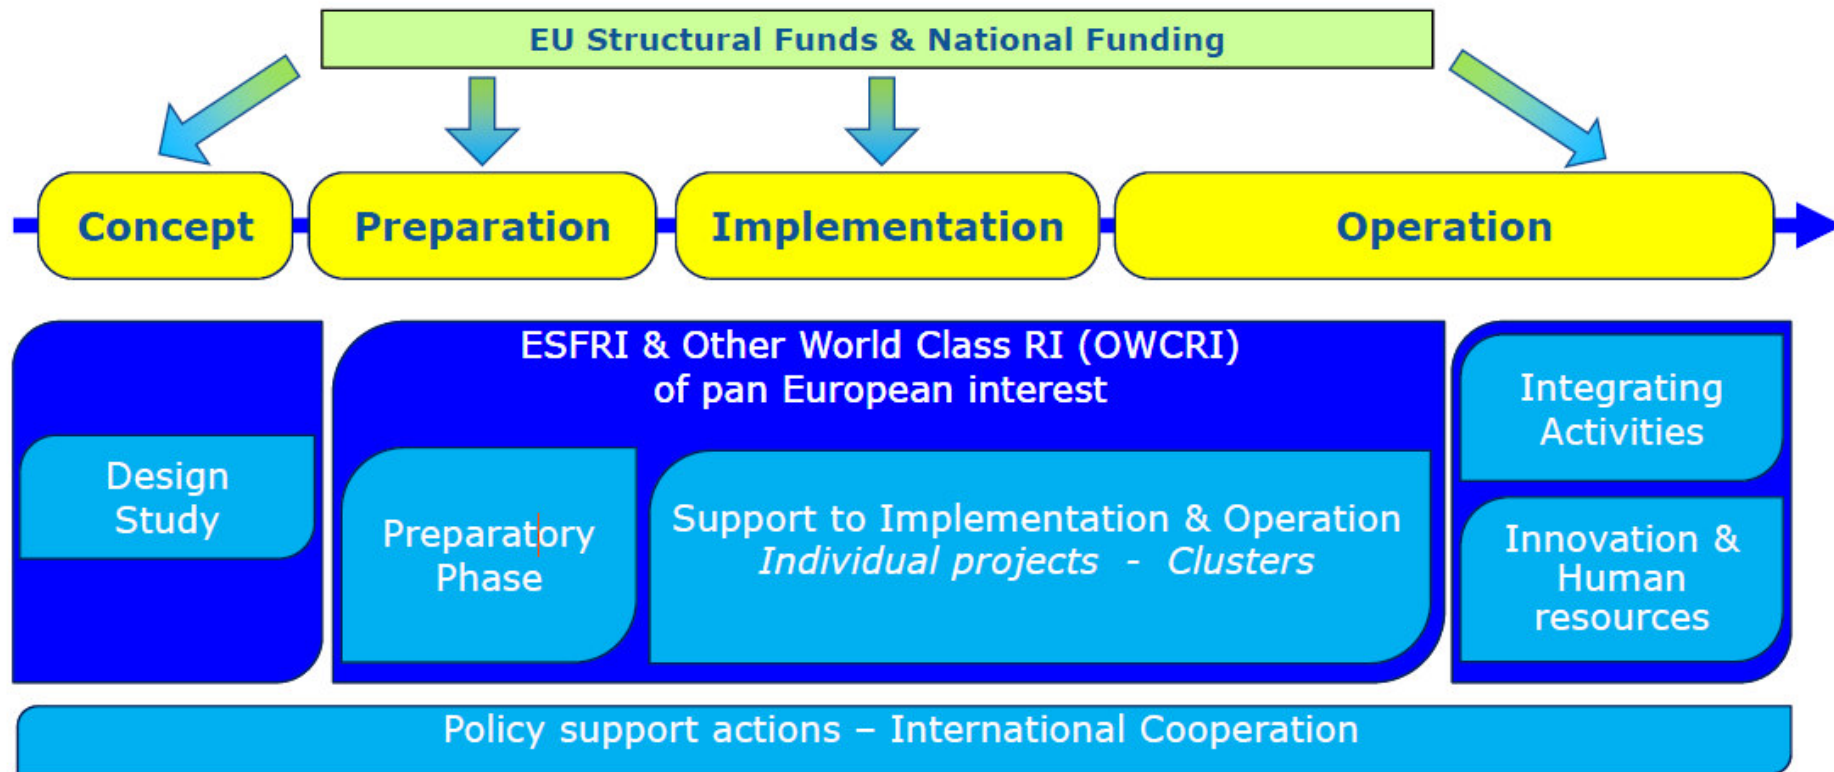 EU Structural Funds & National Funding
Concept
Preparation
Implementation
Operation
ESFRI & Other World Class RI (OWCRI)
of pan European interest
Design
Study
Preparatory
Phase
Support to Implementation & Operation
Individual projects - Clusters
Integrating
Activities
Innovation &
Human
resources
Policy support actions – International Cooperation